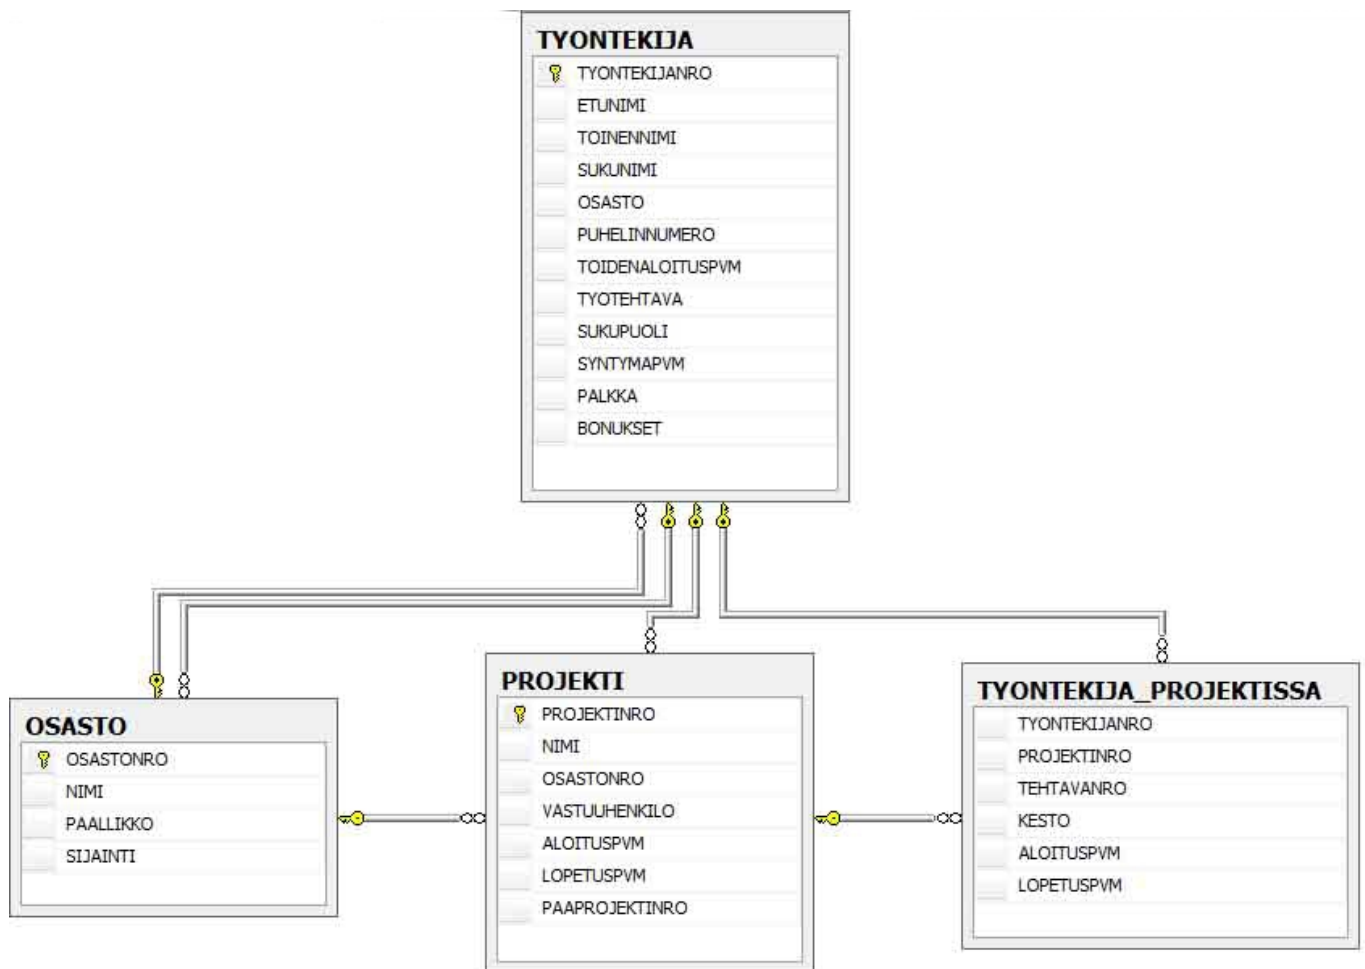 TYONTEKIJA
TYONTEKIJANRO
ETUNIMI
TOINENNIMI
SUKUNIMI
OSASTO
PUHELINNUMERO
TOIDENALOITUSPVM
TYOTEHTAVA
SUKUPUOLI
SYNTYMAPVM
PALKKA
BONUKSET
OSASTO
OSASTONRO
NIMI
PAALLIKKO
SIJAINTI
PROJEKTI
PROJEKTINRO
NIMI
OSASTONRO
VASTUUHENKILO
ALOITUSPVM
LOPETUSPVM
PAAPROJEKTINRO
TYONTEKIJA_PROJEKTISSA
TYONTEKIJANRO
PROJEKTINRO
TEHTAVANRO
KESTO
ALOITUSPVM
LOPETUSPVM